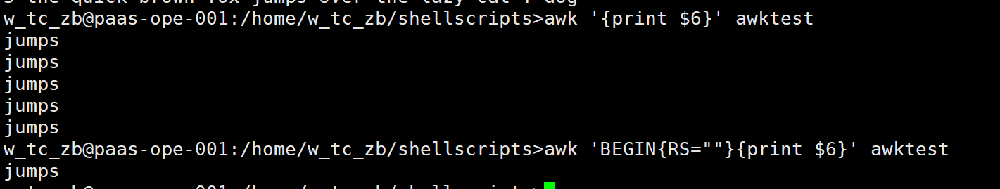 5 the quick brown fox jumps over the lazy cat . dog
w_tc_zb@paas-ope-001:/home/w_tc_zb/shellscripts>awk '{print $6}' awktest
jumps
jumps
jumps
jumps
jumps
w_tc_zb@paas-ope-001:/home/w_tc_zb/shellscripts>awk 'BEGIN{RS=""}{print $6}' awktest
jumps
w_tc_zb@paas-ope-001:/home/w_tc_zb/shellscripts>